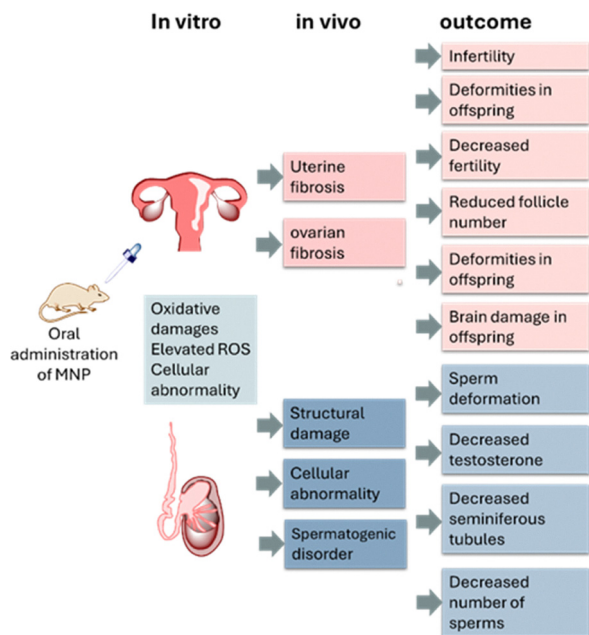 In vitro
in vivo
outcome
Infertility
Deformities in
offspring
Decreased
fertility
Uterine
fibrosis
Reduced follicle
number
ovarian
fibrosis
Deformities in
offspring
Brain damage in
offspring
Oral
administration
of MNP
Oxidative
damages
Elevated ROS
Cellular
abnormality
Structural
damage
Cellular
abnormality
Spermatogenic
disorder
Sperm
deformation
Decreased
testosterone
Decreased
seminiferous
tubules
Decreased
number of
sperms